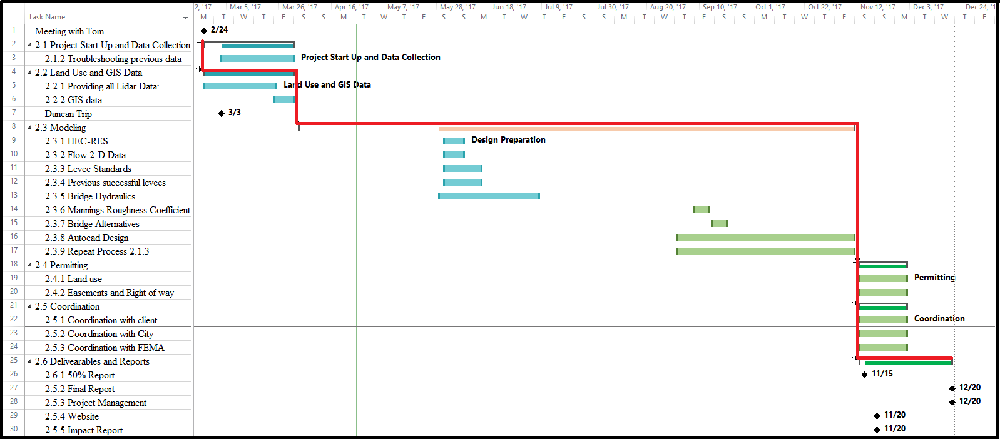 2, '17 Mar 5, '17 Mar 26, '17 Apr 16, '17 May 7, '17 May 28, '17 Jun 18, '17 Jul 9, '17 Jul 30, '17 Aug 20, '17 Sep 10, '17 Oct 1, '17 Oct 22, '17 Nov 12, '17 Dec 3, '17 Dec 24, '1
Task Name M T W T F S S M T W T F S S M T W T F S S M T W T F S S M T W T F S S M T W T F
1 Meeting with Tom 2/24
2 2.1 Project Start Up and Data Collection
3 2.1.2 Troubleshooting previous data Project Start Up and Data Collection
4 2.2 Land Use and GIS Data
5 2.2.1 Providing all Lidar Data: Land Use and GIS Data
6 2.2.2 GIS data
7 Duncan Trip 3/3
8 2.3 Modeling
9 2.3.1 HEC-RES Design Preparation
10 2.3.2 Flow 2-D Data
11 2.3.3 Levee Standards
12 2.3.4 Previous successful levees
13 2.3.5 Bridge Hydraulics
14 2.3.6 Mannings Roughness Coefficient
15 2.3.7 Bridge Alternatives
16 2.3.8 Autocad Design
17 2.3.9 Repeat Process 2.1.3
18 2.4 Permitting
19 2.4.1 Land use Permitting
20 2.4.2 Easements and Right of way
21 2.5 Coordination
22 2.5.1 Coordination with client Coordination
23 2.5.2 Coordination with City
24 2.5.3 Coordination with FEMA
25 2.6 Delivearables and Reports
26 2.6.1 50% Report 11/15
27 2.5.2 Final Report 12/20
28 2.5.3 Project Management 12/20
29 2.5.4 Website 11/20
30 2.5.5 Impact Report 11/20